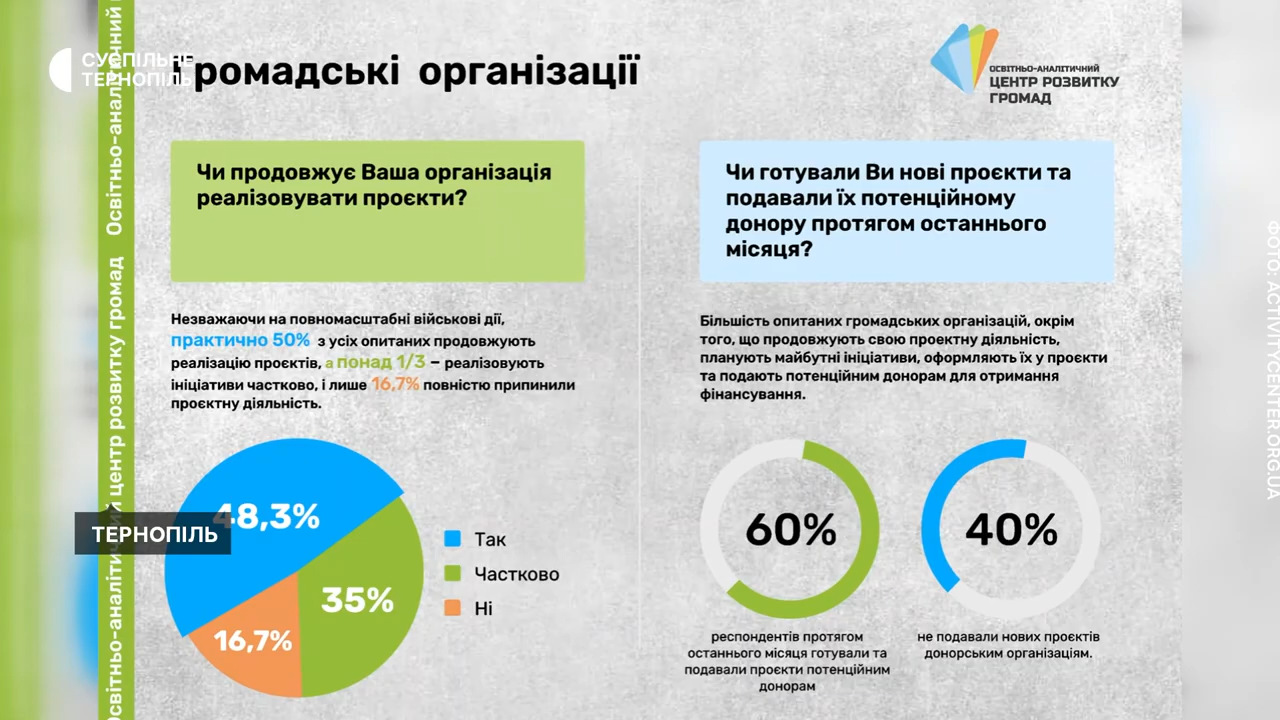 СУСПІЛЬНЕ
ТЕРНОПІЛЬ
Громадські організації
ОСВІТНЬО-АНАЛІТИЧНИЙ
ЦЕНТР РОЗВИТКУ
ГРОМАД
Чи продовжує Ваша організація
реалізовувати проєкти?
Незважаючи на повномасштабні військові дії,
практично 50% з усіх опитаних продовжують
реалізацію проєктів, а понад 1/3 – реалізовують
ініціативи частково, і лише 16,7% повністю припинили
проєктну діяльність.
48,3%
35%
16,7%
Так
Частково
Ні
Чи готували Ви нові проєкти та
подавали їх потенційному
донору протягом останнього
місяця?
Більшість опитаних громадських організацій, окрім
того, що продовжують свою проектну діяльність,
планують майбутні ініціативи, оформляють їх у проєкти
та подають потенційним донорам для отримання
фінансування.
60%
респондентів протягом
останнього місяця готували та
подавали проєкти потенційним
донорам
40%
не подавали нових проєктів
донорським організаціям.
ТЕРНОПІЛЬ
Освітньо-аналітичний центр розвитку громад Освітньо-аналітичний
ФОТО: ACTIVITYCENTER.ORG.UA